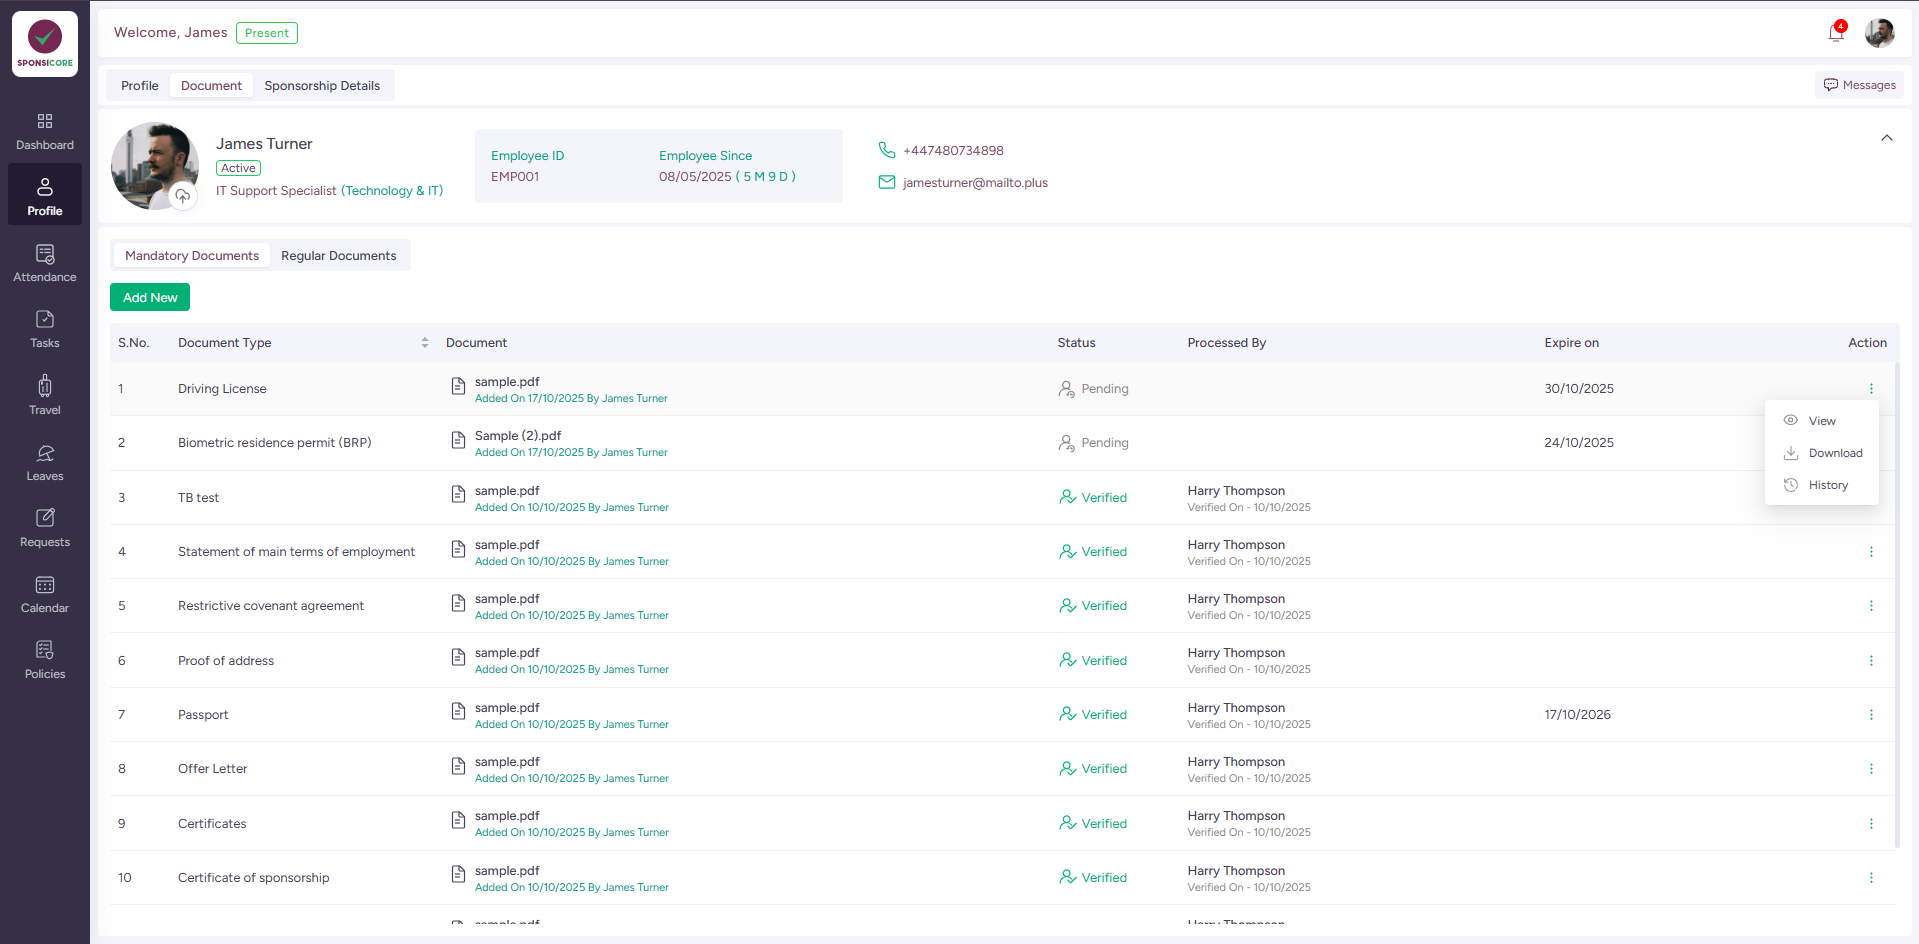 SPONSICORE
Welcome, James Present
4
Profile Document Sponsorship Details
Messages
Dashboard
Profile
Attendance
Tasks
Travel
Leaves
Requests
Calendar
Policies
James Turner
Active
IT Support Specialist (Technology & IT)
Employee ID Employee Since
EMP001 08/05/2025 ( 5 M 9 D )
+447480734898
jamesturner@mailto.plus
Mandatory Documents Regular Documents
Add New
S.No. Document Type Document Status Processed By Expire on Action
1 Driving License sample.pdf Pending 30/10/2025
Added On 17/10/2025 By James Turner
View
Download
History
2 Biometric residence permit (BRP) Sample (2).pdf Pending 24/10/2025
Added On 17/10/2025 By James Turner
3 TB test sample.pdf Verified Harry Thompson
Added On 10/10/2025 By James Turner Verified On - 10/10/2025
4 Statement of main terms of employment sample.pdf Verified Harry Thompson
Added On 10/10/2025 By James Turner Verified On - 10/10/2025
5 Restrictive covenant agreement sample.pdf Verified Harry Thompson
Added On 10/10/2025 By James Turner Verified On - 10/10/2025
6 Proof of address sample.pdf Verified Harry Thompson
Added On 10/10/2025 By James Turner Verified On - 10/10/2025
7 Passport sample.pdf Verified Harry Thompson 17/10/2026
Added On 10/10/2025 By James Turner Verified On - 10/10/2025
8 Offer Letter sample.pdf Verified Harry Thompson
Added On 10/10/2025 By James Turner Verified On - 10/10/2025
9 Certificates sample.pdf Verified Harry Thompson
Added On 10/10/2025 By James Turner Verified On - 10/10/2025
10 Certificate of sponsorship sample.pdf Verified Harry Thompson
Added On 10/10/2025 By James Turner Verified On - 10/10/2025
sample.pdf Harry Thompson